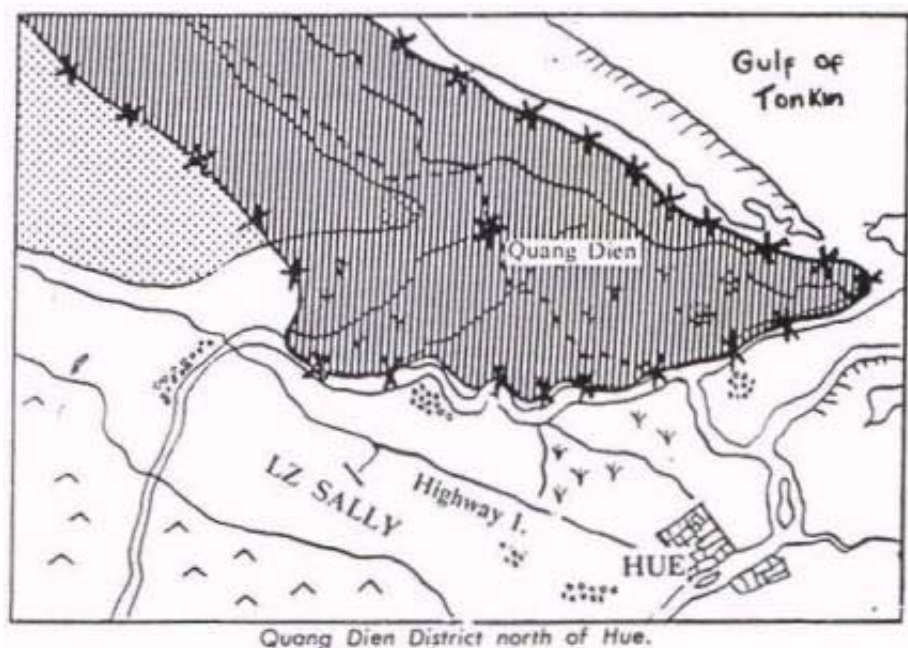 Gulf of
Tonkin
Quang Dien
LZ SALLY
Highway 1.
HUE
Quang Dien District north of Hue.